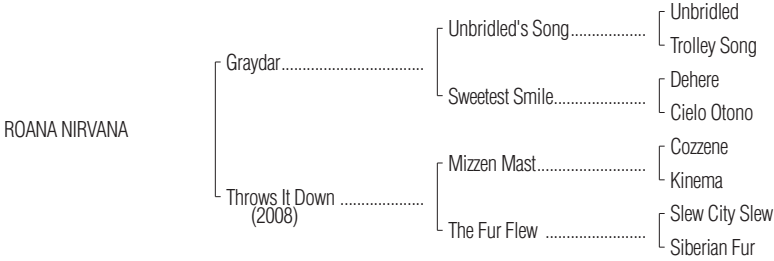 Unbridled
Unbridled's Song..................
Trolley Song
Graydar.................................
Dehere
Sweetest Smile......................
Cielo Otono
ROANA NIRVANA
Cozzene
Mizzen Mast..........................
Kinema
Throws It Down ....................
(2008)
Slew City Slew
The Fur Flew ........................
Siberian Fur